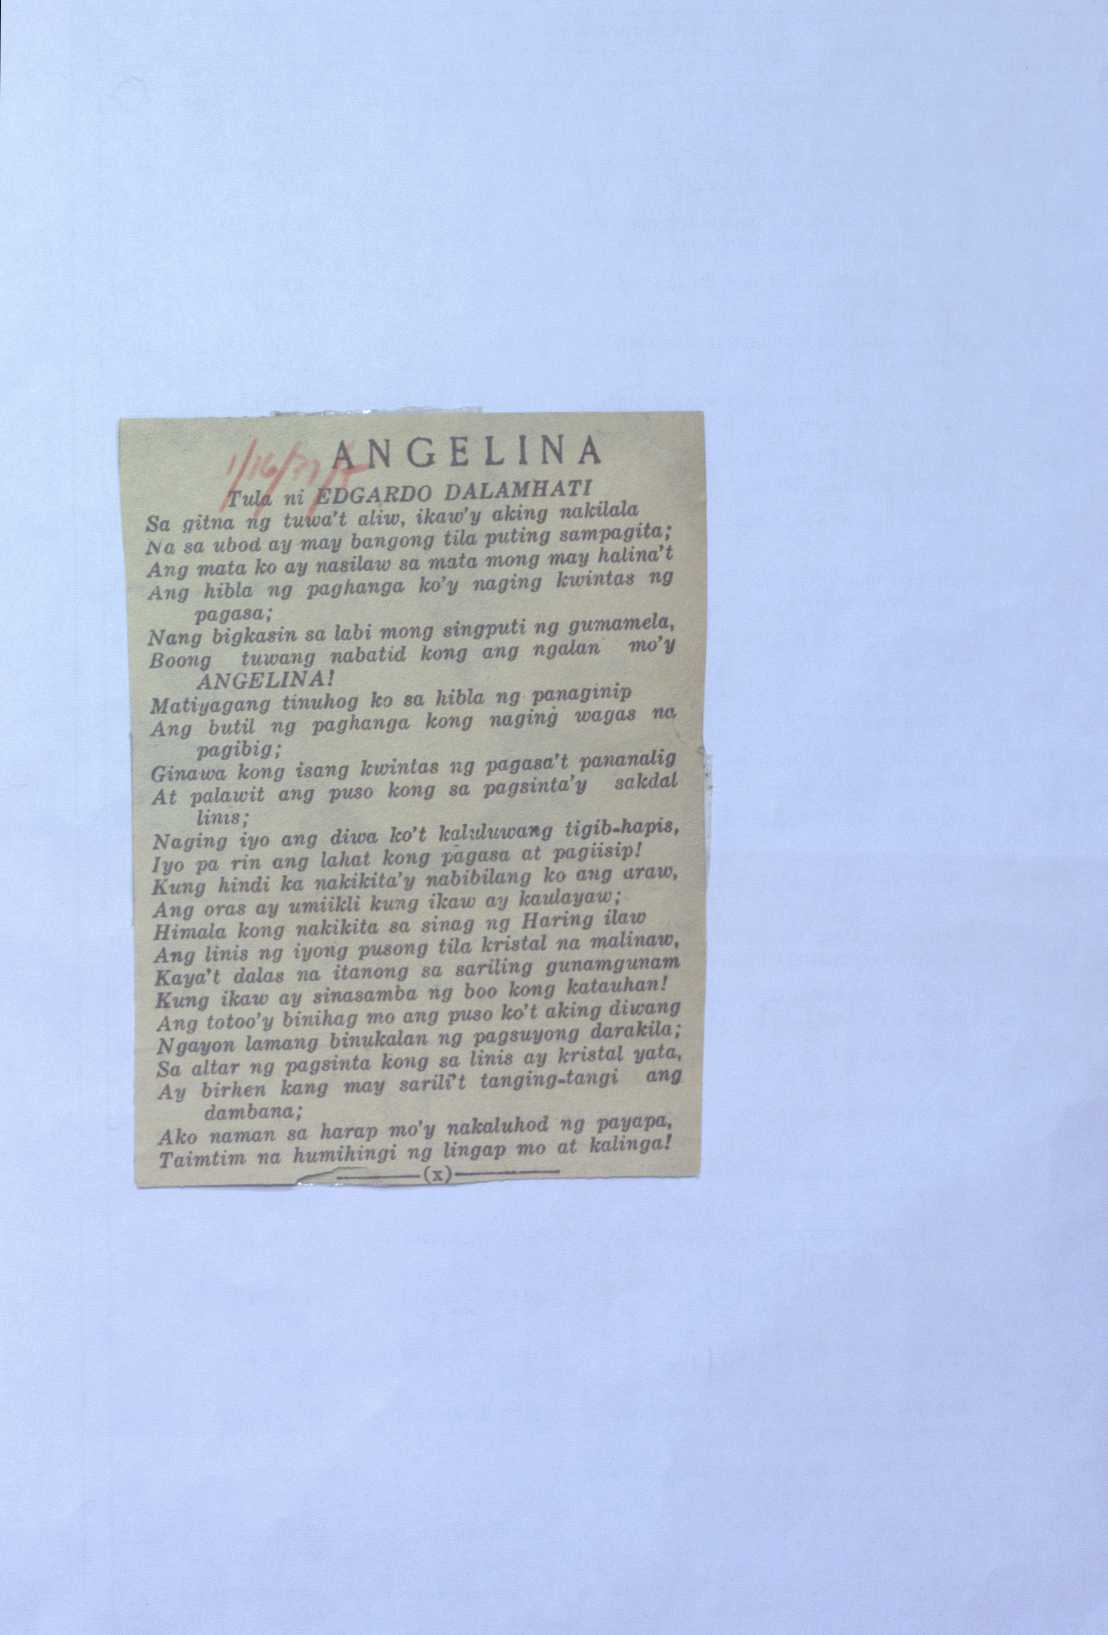 ANGELINA
1/16/
Tula ni EDGARDO DALAMHATI
Sa gitna ng tuwa't aliw, ikaw'y aking nakilala
Na sa ubod ay may bangong tila puting sampagita;
Ang mata ko ay nasilaw sa mata mong may halina't
Ang hibla ng paghanga ko'y naging kwintas ng
pagasa;
Nang bigkasin sa labi mong singputi ng gumamela,
Boong tuwang nabatid kong ang ngalan mo'y
ANGELINA!
Matiyagang tinuhog ko sa hibla ng panaginip
Ang butil ng paghanga kong naging wagas na
pagibig;
Ginawa kong isang kwintas ng pagasa't pananalig
At palawit ang puso kong sa pagsinta'y sakdal
linis;
Naging iyo ang diwa ko't kaluluwang tigib-hapis,
Iyo pa rin ang lahat kong pagasa at pagiisip!
Kung hindi ka nakikita'y nabibilang ko ang araw,
Ang oras ay umiikli kung ikaw ay kaulayaw;
Himala kong nakikita sa sinag ng Haring ilaw
Ang linis ng iyong pusong tila kristal na malinaw,
Kaya't dalas na itanong sa sariling gunamgunam
Kung ikaw ay sinasamba ng boo kong katauhan!
Ang totoo'y binihag mo ang puso ko't aking diwang
Ngayon lamang binukalan ng pagsuyong darakila;
Sa altar ng pagsinta kong sa linis ay kristal yata,
Ay birhen kang may sarili't tanging-tangi ang
dambana;
Ako naman sa harap mo'y nakaluhod ng payapa,
Taimtim na humihingi ng lingap mo at kalinga!
(x)